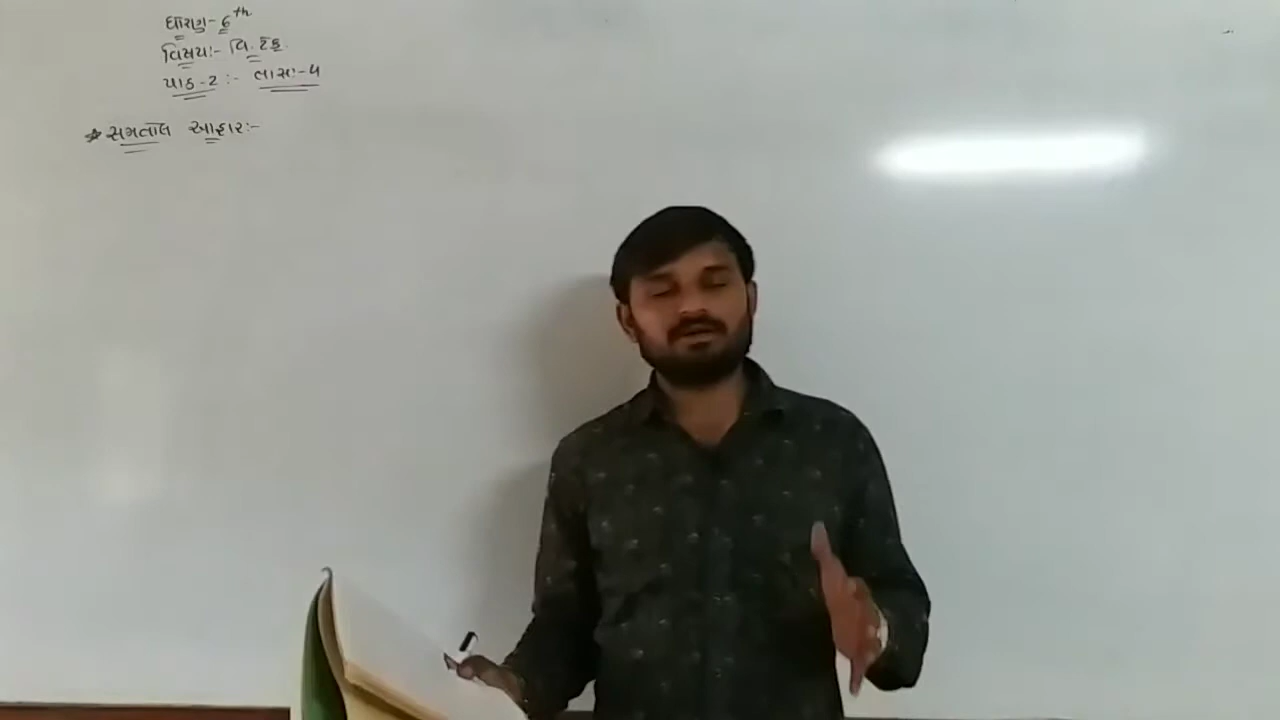 ધોરણ:- 6th
વિષય:- વિ. ટેક.
પાઠ-2 :- તાસ:-4
* સમતોલ આહાર:-